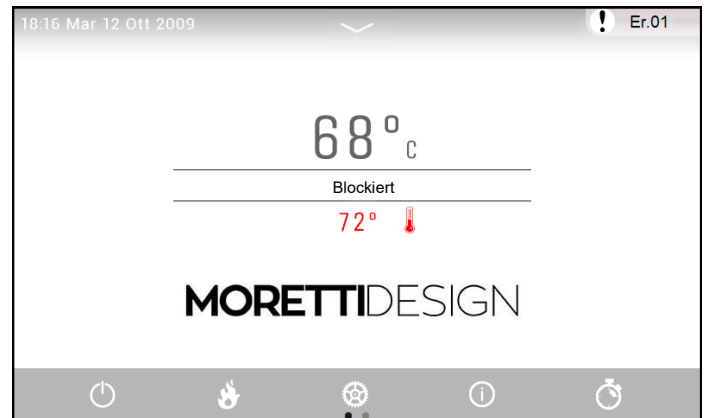 18:16 Mar 12 Ott 2009
Er.01
68° C
Blockiert
72°
MORETTIDESIGN